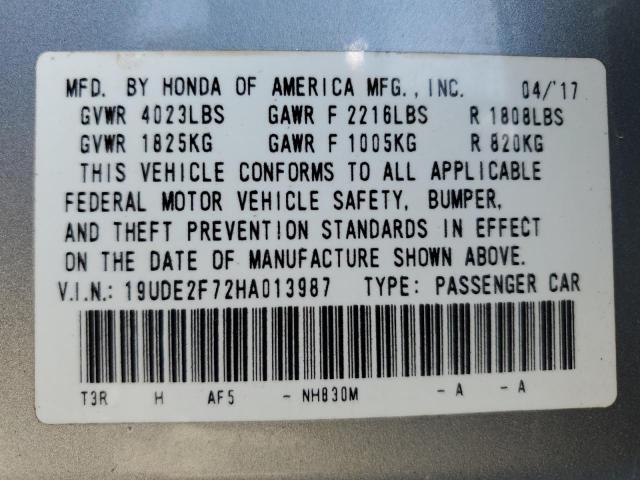 MFD. BY HONDA OF AMERICA MFG., INC. 04/'17
GVWR 4023LBS GAWR F 2216LBS R 1808LBS
GVWR 1825KG GAWR F 1005KG R 820KG
THIS VEHICLE CONFORMS TO ALL APPLICABLE
FEDERAL MOTOR VEHICLE SAFETY, BUMPER,
AND THEFT PREVENTION STANDARDS IN EFFECT
ON THE DATE OF MANUFACTURE SHOWN ABOVE.
V.I.N.: 19UDE2F72HA013987 TYPE: PASSENGER CAR
T3R H AF5 - NH830M - A - A